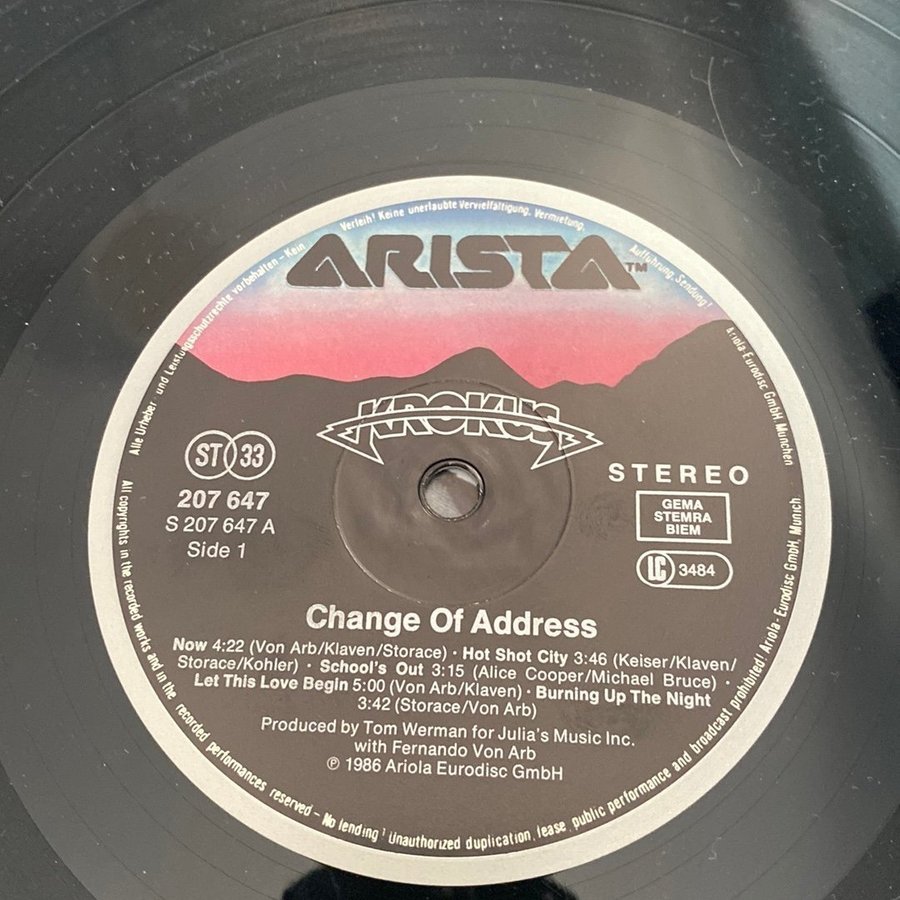 Alle Urheber- und Leistungsschutzrechte vorbehalten - Kein Verleih! Keine unerlaubte Vervielfältigung, Vermietung, Aufführung, Sendung!
Ariola Eurodisc GmbH München
ARISTA™
KROKUS
ST 33
207 647
S 207 647 A
Side 1
STEREO
GEMA
STEMRA
BIEM
LC 3484
Change Of Address
Now 4:22 (Von Arb/Klaven/Storace) · Hot Shot City 3:46 (Keiser/Klaven/
Storace/Kohler) · School's Out 3:15 (Alice Cooper/Michael Bruce) ·
Let This Love Begin 5:00 (Von Arb/Klaven) · Burning Up The Night
3:42 (Storace/Von Arb)
Produced by Tom Werman for Julia's Music Inc.
with Fernando Von Arb
℗ 1986 Ariola Eurodisc GmbH
All copyrights in the recorded works and in the recorded performances reserved - No lending! Unauthorized duplication, lease, public performance and broadcast prohibited! Ariola - Eurodisc GmbH, Munich